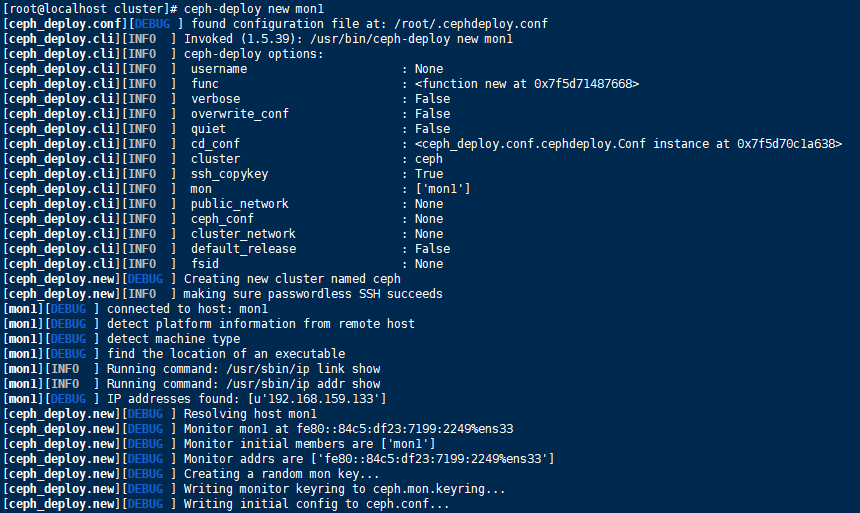 [root@localhost cluster]# ceph-deploy new mon1
[ceph_deploy.conf][DEBUG ] found configuration file at: /root/.cephdeploy.conf
[ceph_deploy.cli][INFO  ] Invoked (1.5.39): /usr/bin/ceph-deploy new mon1
[ceph_deploy.cli][INFO  ] ceph-deploy options:
[ceph_deploy.cli][INFO  ]  username                      : None
[ceph_deploy.cli][INFO  ]  func                          : <function new at 0x7f5d71487668>
[ceph_deploy.cli][INFO  ]  verbose                       : False
[ceph_deploy.cli][INFO  ]  overwrite_conf                : False
[ceph_deploy.cli][INFO  ]  quiet                         : False
[ceph_deploy.cli][INFO  ]  cd_conf                       : <ceph_deploy.conf.cephdeploy.Conf instance at 0x7f5d70c1a638>
[ceph_deploy.cli][INFO  ]  cluster                       : ceph
[ceph_deploy.cli][INFO  ]  ssh_copykey                   : True
[ceph_deploy.cli][INFO  ]  mon                           : ['mon1']
[ceph_deploy.cli][INFO  ]  public_network                : None
[ceph_deploy.cli][INFO  ]  ceph_conf                     : None
[ceph_deploy.cli][INFO  ]  cluster_network               : None
[ceph_deploy.cli][INFO  ]  default_release               : False
[ceph_deploy.cli][INFO  ]  fsid                          : None
[ceph_deploy.new][DEBUG ] Creating new cluster named ceph
[ceph_deploy.new][INFO  ] making sure passwordless SSH succeeds
[mon1][DEBUG ] connected to host: mon1
[mon1][DEBUG ] detect platform information from remote host
[mon1][DEBUG ] detect machine type
[mon1][DEBUG ] find the location of an executable
[mon1][INFO  ] Running command: /usr/sbin/ip link show
[mon1][INFO  ] Running command: /usr/sbin/ip addr show
[mon1][DEBUG ] IP addresses found: [u'192.168.159.133']
[ceph_deploy.new][DEBUG ] Resolving host mon1
[ceph_deploy.new][DEBUG ] Monitor mon1 at fe80::84c5:df23:7199:2249%ens33
[ceph_deploy.new][DEBUG ] Monitor initial members are ['mon1']
[ceph_deploy.new][DEBUG ] Monitor addrs are ['fe80::84c5:df23:7199:2249%ens33']
[ceph_deploy.new][DEBUG ] Creating a random mon key...
[ceph_deploy.new][DEBUG ] Writing monitor keyring to ceph.mon.keyring...
[ceph_deploy.new][DEBUG ] Writing initial config to ceph.conf...